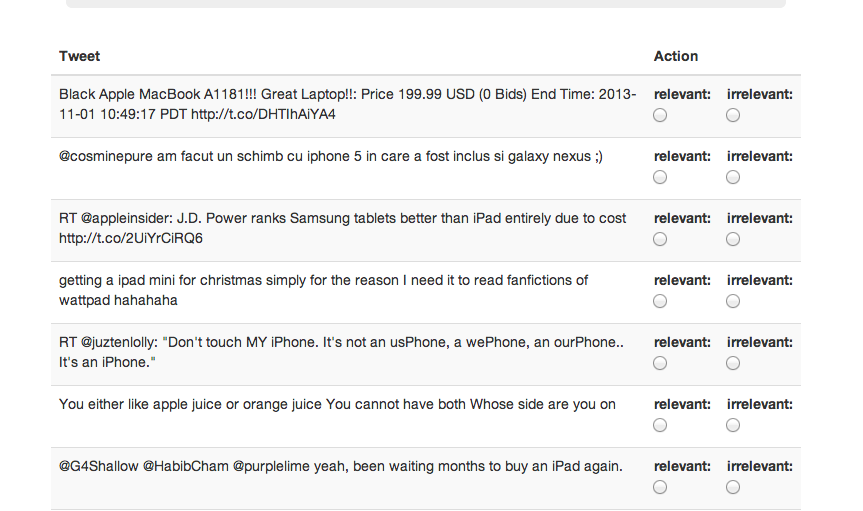 Tweet Action
Black Apple MacBook A1181!!! Great Laptop!!: Price 199.99 USD (0 Bids) End Time: 2013- relevant: irrelevant:
11-01 10:49:17 PDT http://t.co/DHTIhAiYA4
@cosminepure am facut un schimb cu iphone 5 in care a fost inclus si galaxy nexus ;) relevant: irrelevant:
RT @appleinsider: J.D. Power ranks Samsung tablets better than iPad entirely due to cost relevant: irrelevant:
http://t.co/2UiYrCiRQ6
getting a ipad mini for christmas simply for the reason I need it to read fanfictions of relevant: irrelevant:
wattpad hahahaha
RT @juztenlolly: "Don't touch MY iPhone. It's not an usPhone, a wePhone, an ourPhone.. relevant: irrelevant:
It's an iPhone."
You either like apple juice or orange juice You cannot have both Whose side are you on relevant: irrelevant:
@G4Shallow @HabibCham @purplelime yeah, been waiting months to buy an iPad again. relevant: irrelevant: